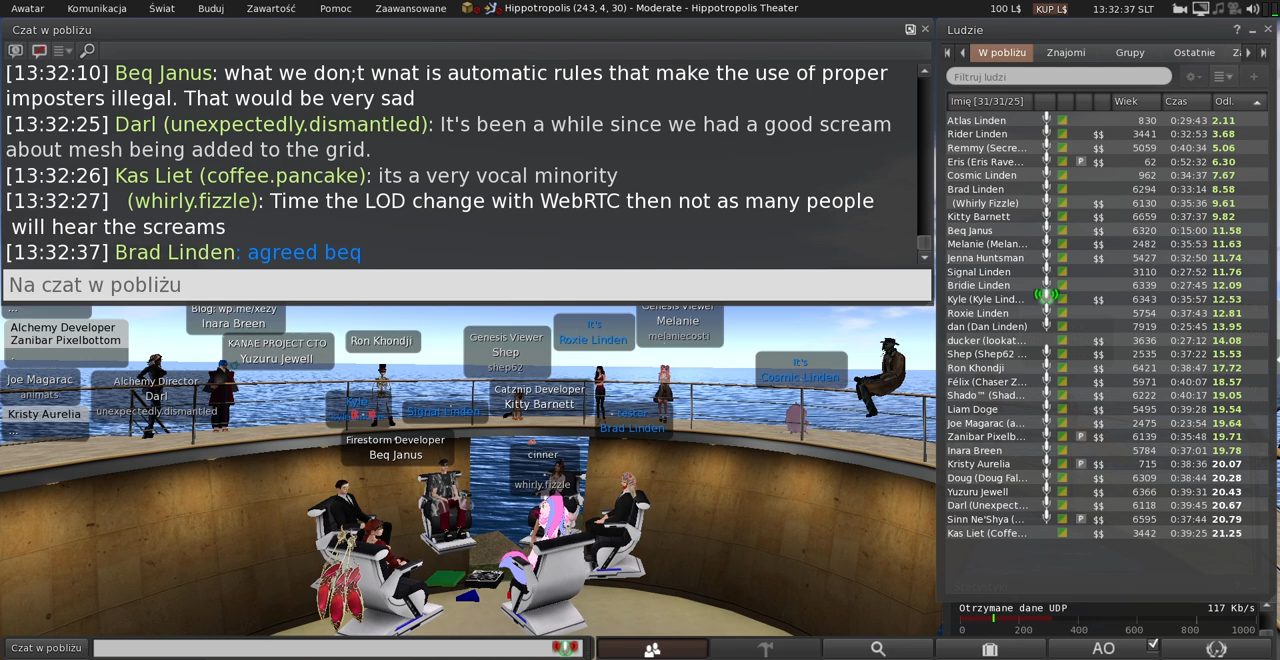 Awatar Komunikacja Świat Buduj Zawartość Pomoc Zaawansowane Hippotropolis (243, 4, 30) - Moderate - Hippotropolis Theater 100 L$ KUP L$ 13:32:37 SLT
Czat w pobliżu
[13:32:10] Beq Janus: what we don;t wnat is automatic rules that make the use of proper
imposters illegal. That would be very sad
[13:32:25] Darl (unexpectedly.dismantled): It's been a while since we had a good scream
about mesh being added to the grid.
[13:32:26] Kas Liet (coffee.pancake): its a very vocal minority
[13:32:27] (whirly.fizzle): Time the LOD change with WebRTC then not as many people
will hear the screams
[13:32:37] Brad Linden: agreed beq
Na czat w pobliżu
...
Blog: wp.me/xezy
Inara Breen
Alchemy Developer
Zanibar Pixelbottom
...
KANAE PROJECT CTO
Yuzuru Jewell
Ron Khondji
Genesis Viewer
Shep
shep62
It's
Roxie Linden
Genesis Viewer
Melanie
melaniecosti
It's
Cosmic Linden
Joe Magarac
animats
Alchemy Director
Darl
unexpectedly.dismantled
Kristy Aurelia
...
Kyle
Signal Linden
Catznip Developer
Kitty Barnett
Brad Linden
Firestorm Developer
Beq Janus
cinner
whirly.fizzle
Ludzie
W pobliżu Znajomi Grupy Ostatnie
Filtruj ludzi
Imię [31/31/25] Wiek Czas Odl.
Atlas Linden 830 0:29:43 2.11
Rider Linden $$ 3441 0:32:53 3.68
Remmy (Secre... $$ 5059 0:40:34 5.06
Eris (Eris Rave... P $$ 62 0:52:32 6.30
Cosmic Linden 962 0:34:37 7.67
Brad Linden 6294 0:33:14 8.58
(Whirly Fizzle) $$ 6130 0:35:36 9.61
Kitty Barnett $$ 6659 0:37:37 9.82
Beq Janus $$ 6320 0:15:00 11.58
Melanie (Melan... $$ 2482 0:35:53 11.63
Jenna Huntsman $$ 5427 0:32:50 11.74
Signal Linden 3110 0:27:52 11.76
Bridie Linden 6339 0:27:45 12.09
Kyle (Kyle Lind... $$ 6343 0:35:57 12.53
Roxie Linden 5754 0:37:43 12.81
dan (Dan Linden) 7919 0:25:45 13.95
ducker (lookat... $$ 3636 0:27:12 14.08
Shep (Shep62 ... $$ 2535 0:37:22 15.53
Ron Khondji $$ 6421 0:38:47 17.72
Félix (Chaser Z... $$ 5971 0:40:07 18.57
Shado™ (Shad... $$ 6222 0:40:17 19.05
Liam Doge $$ 5495 0:39:28 19.54
Joe Magarac (a... $$ 2475 0:23:54 19.64
Zanibar Pixelb... P $$ 6139 0:35:48 19.71
Inara Breen 5784 0:37:01 19.78
Kristy Aurelia P $$ 715 0:38:36 20.07
Doug (Doug Fal... $$ 6309 0:38:44 20.28
Yuzuru Jewell $$ 6366 0:39:31 20.43
Darl (Unexpect... $$ 6118 0:39:45 20.67
Sinn Ne'Shya (... P $$ 6595 0:37:44 20.79
Kas Liet (Coffe... $$ 3442 0:39:25 21.25
Otrzymane dane UDP 117 Kb/s
0 200 400 600 800 1000
Czat w pobliżu AO